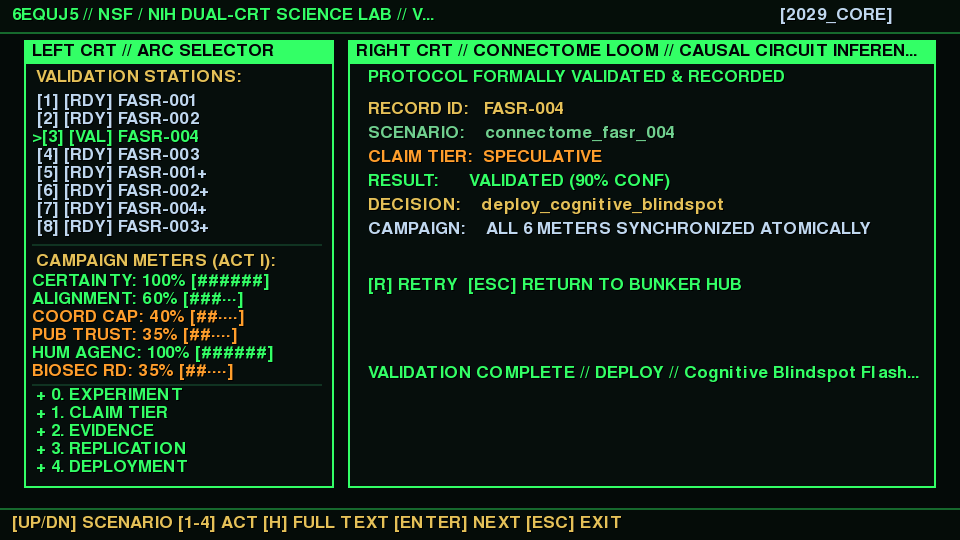 6EQUJ5 // NSF / NIH DUAL-CRT SCIENCE LAB // V...
[2029_CORE]
LEFT CRT // ARC SELECTOR
VALIDATION STATIONS:
[1] [RDY] FASR-001
[2] [RDY] FASR-002
>[3] [VAL] FASR-004
[4] [RDY] FASR-003
[5] [RDY] FASR-001+
[6] [RDY] FASR-002+
[7] [RDY] FASR-004+
[8] [RDY] FASR-003+
CAMPAIGN METERS (ACT I):
CERTAINTY: 100% [######]
ALIGNMENT: 60% [###···]
COORD CAP: 40% [##····]
PUB TRUST: 35% [##····]
HUM AGENC: 100% [######]
BIOSEC RD: 35% [##····]
+ 0. EXPERIMENT
+ 1. CLAIM TIER
+ 2. EVIDENCE
+ 3. REPLICATION
+ 4. DEPLOYMENT
RIGHT CRT // CONNECTOME LOOM // CAUSAL CIRCUIT INFEREN...
PROTOCOL FORMALLY VALIDATED & RECORDED
RECORD ID: FASR-004
SCENARIO: connectome_fasr_004
CLAIM TIER: SPECULATIVE
RESULT: VALIDATED (90% CONF)
DECISION: deploy_cognitive_blindspot
CAMPAIGN: ALL 6 METERS SYNCHRONIZED ATOMICALLY
[R] RETRY [ESC] RETURN TO BUNKER HUB
VALIDATION COMPLETE // DEPLOY // Cognitive Blindspot Flash...
[UP/DN] SCENARIO [1-4] ACT [H] FULL TEXT [ENTER] NEXT [ESC] EXIT